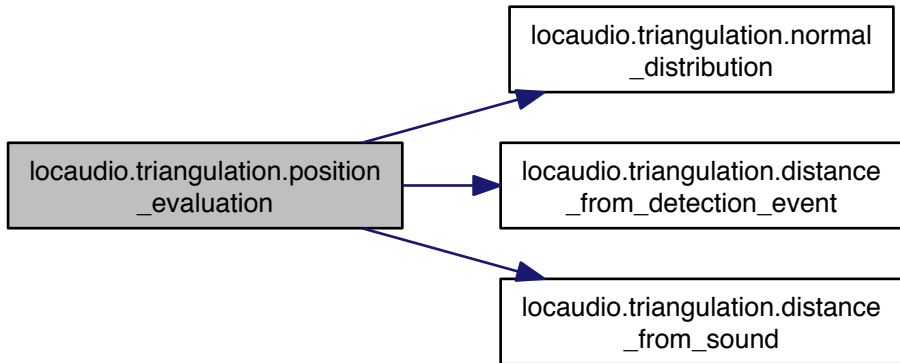 locaudio.triangulation.normal
_distribution
locaudio.triangulation.position
_evaluation
locaudio.triangulation.distance
_from_detection_event
locaudio.triangulation.distance
_from_sound